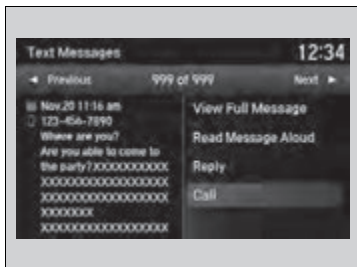 Text Messages 12:34
◄ Previous 999 of 999 Next ►
Nov.20 11:16 am
123-456-7890
Where are you?
Are you able to come to
the party?XXXXXXXXXX
XXXXXXXXXXXXXXXXX
XXXXXXXXXXXXXXXXX
XXXXXXX
XXXXXXXXXXXXXXXXX
View Full Message
Read Message Aloud
Reply
Call